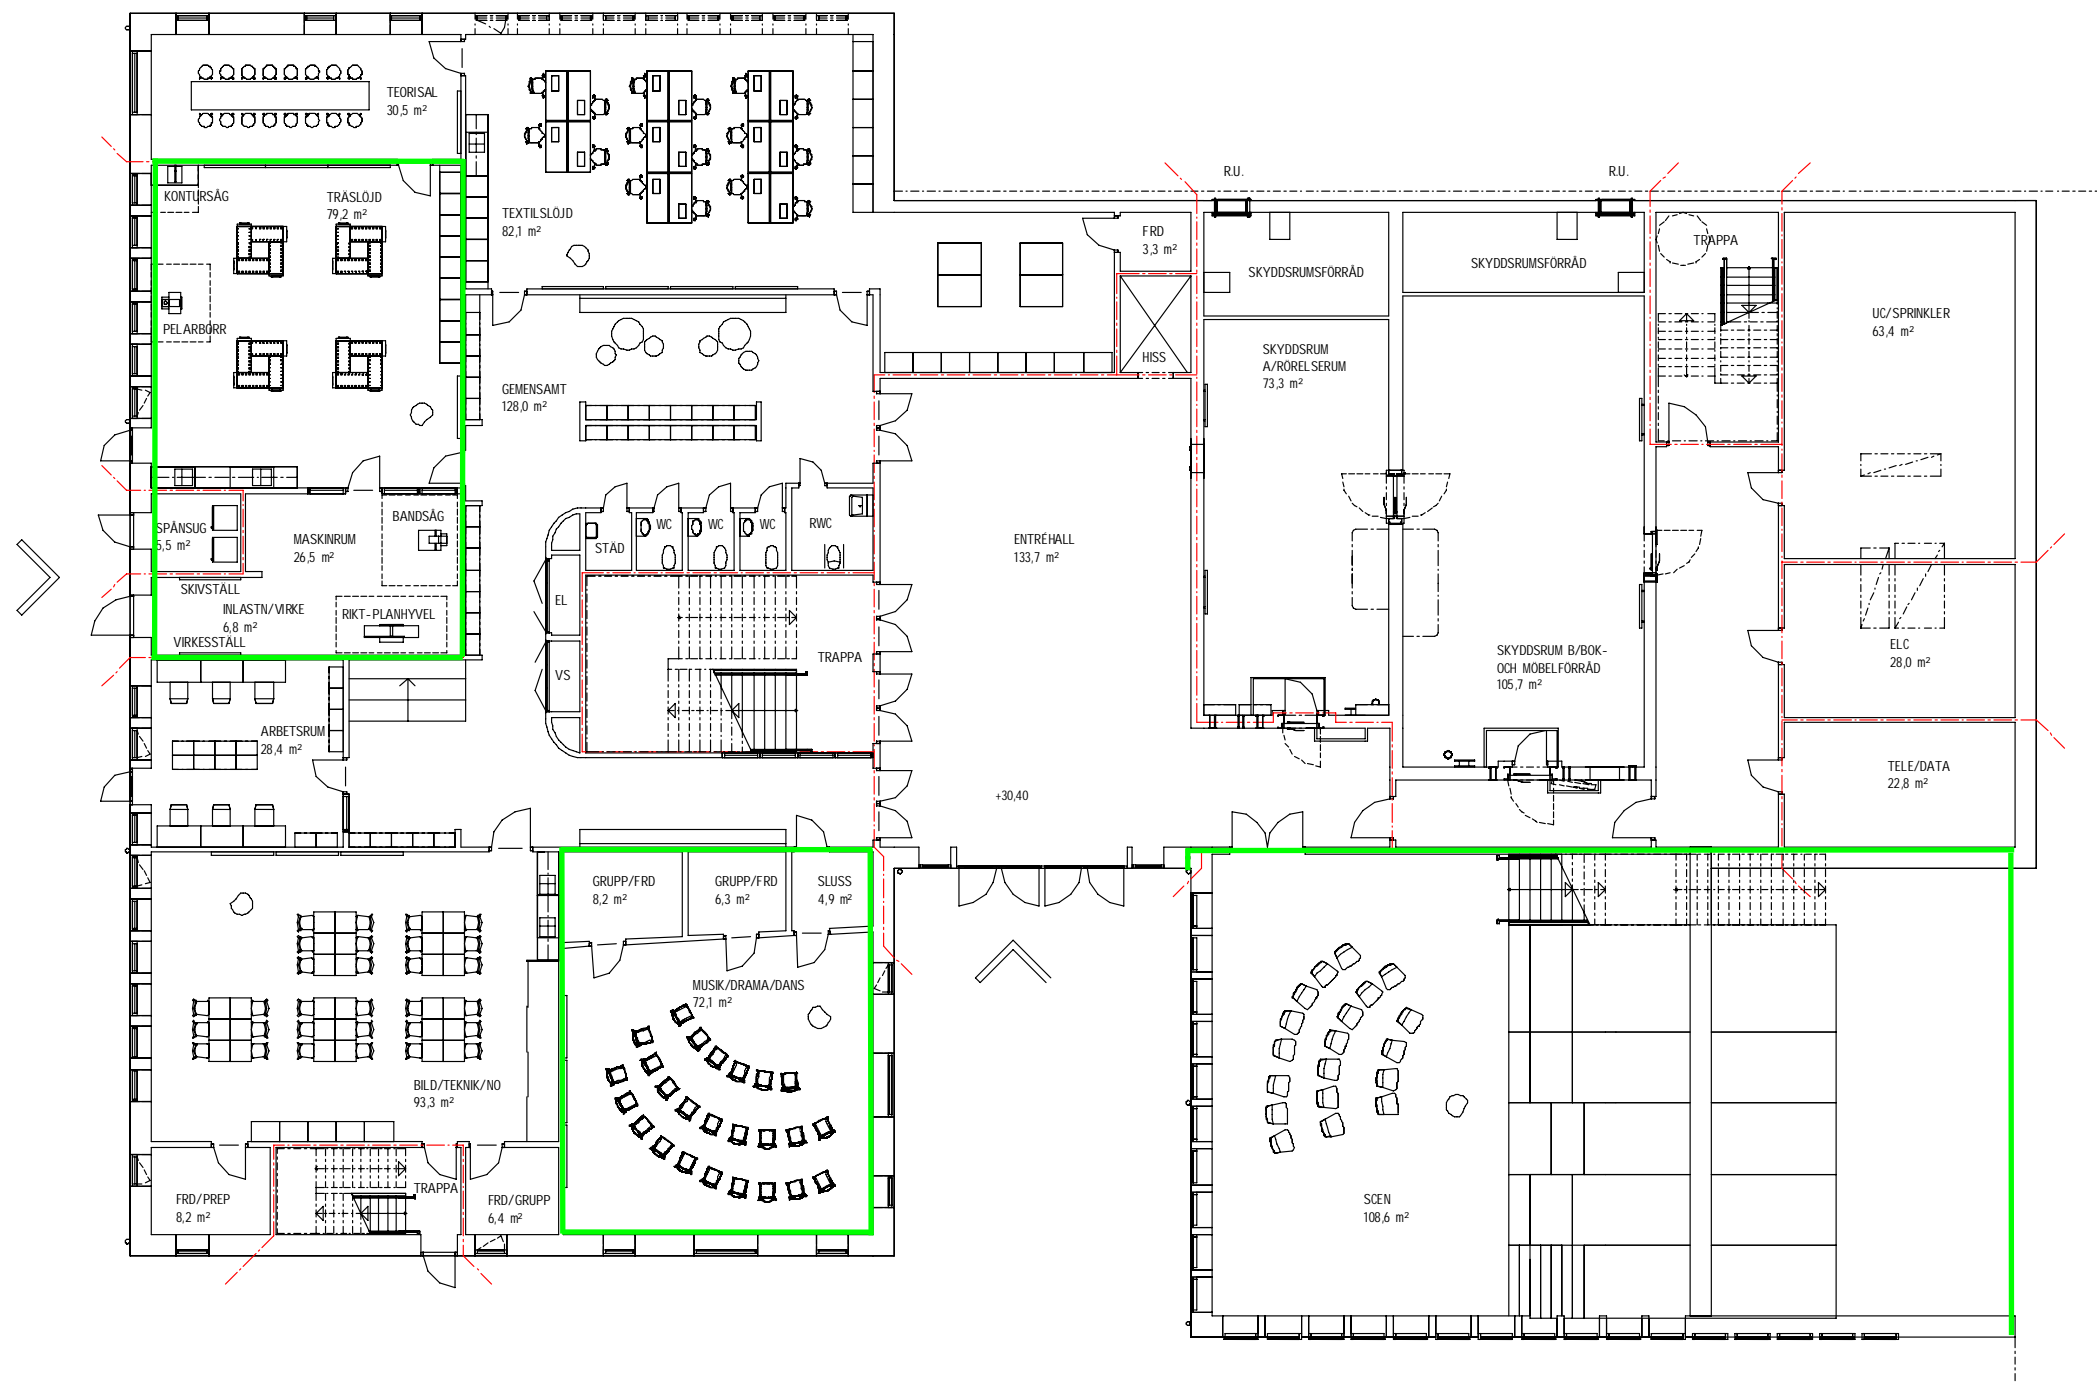 TEORISAL
30,5 m²
KONTURSÅG
TRÄSLÖJD
79,2 m²
PELARBORR
TEXTILSLÖJD
82,1 m²
R.U.
R.U.
FRD
3,3 m²
HISS
SKYDDSRUMSFÖRRÅD
SKYDDSRUMSFÖRRÅD
TRAPPA
UC/SPRINKLER
63,4 m²
SKYDDSRUM
A/RÖRELSERUM
73,3 m²
GEMENSAMT
128,0 m²
SPÅNSUG
5,5 m²
MASKINRUM
26,5 m²
BANDSÅG
SKIVSTÄLL
INLASTN/VIRKE
6,8 m²
VIRKESSTÄLL
RIKT-PLANHYVEL
STÄD
WC
WC
WC
RWC
EL
VS
TRAPPA
ENTRÉHALL
133,7 m²
+30,40
SKYDDSRUM B/BOK-
OCH MÖBELFÖRRÅD
105,7 m²
ELC
28,0 m²
TELE/DATA
22,8 m²
ARBETSRUM
28,4 m²
GRUPP/FRD
8,2 m²
GRUPP/FRD
6,3 m²
SLUSS
4,9 m²
MUSIK/DRAMA/DANS
72,1 m²
BILD/TEKNIK/NO
93,3 m²
FRD/PREP
8,2 m²
TRAPPA
FRD/GRUPP
6,4 m²
SCEN
108,6 m²